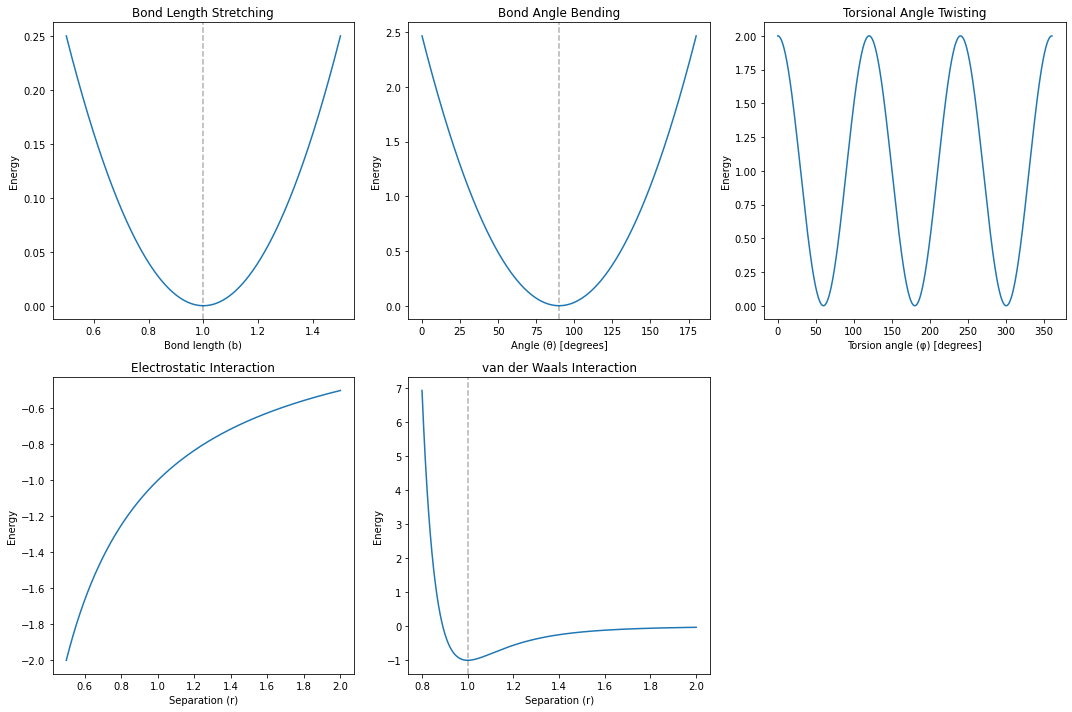 Bond Length Stretching
0.25
0.20
0.15
0.10
0.05
0.00
Energy
0.6 0.8 1.0 1.2 1.4
Bond length (b)
Bond Angle Bending
2.5
2.0
1.5
1.0
0.5
0.0
Energy
0 25 50 75 100 125 150 175
Angle (θ) [degrees]
Torsional Angle Twisting
2.00
1.75
1.50
1.25
1.00
0.75
0.50
0.25
0.00
Energy
0 50 100 150 200 250 300 350
Torsion angle (φ) [degrees]
Electrostatic Interaction
−0.6
−0.8
−1.0
−1.2
−1.4
−1.6
−1.8
−2.0
Energy
0.6 0.8 1.0 1.2 1.4 1.6 1.8 2.0
Separation (r)
van der Waals Interaction
7
6
5
4
3
2
1
0
−1
Energy
0.8 1.0 1.2 1.4 1.6 1.8 2.0
Separation (r)